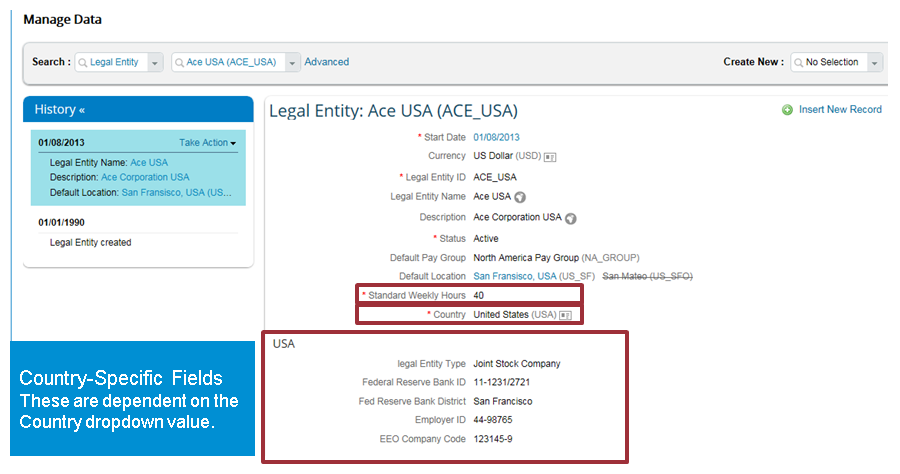 Manage Data
Search : Legal Entity Ace USA (ACE_USA) Advanced Create New : No Selection
History «
01/08/2013 Take Action
Legal Entity Name: Ace USA
Description: Ace Corporation USA
Default Location: San Fransisco, USA (US...
01/01/1990
Legal Entity created
Legal Entity: Ace USA (ACE_USA) Insert New Record
* Start Date 01/08/2013
Currency US Dollar (USD)
* Legal Entity ID ACE_USA
Legal Entity Name Ace USA
Description Ace Corporation USA
* Status Active
Default Pay Group North America Pay Group (NA_GROUP)
Default Location San Fransisco, USA (US_SF) San Mateo (US_SFO)
* Standard Weekly Hours 40
* Country United States (USA)
USA
legal Entity Type Joint Stock Company
Federal Reserve Bank ID 11-1231/2721
Fed Reserve Bank District San Francisco
Employer ID 44-98765
EEO Company Code 123145-9
Country-Specific Fields
These are dependent on the
Country dropdown value.